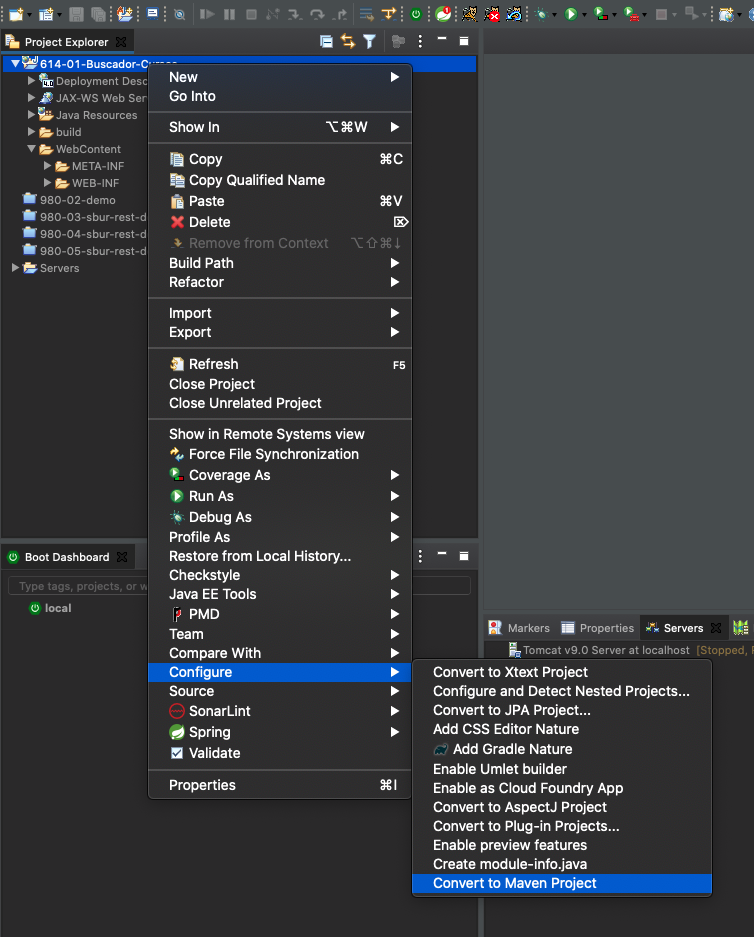 Project Explorer
614-01-Buscador-Cursos
Deployment Desc
JAX-WS Web Ser
Java Resources
build
WebContent
META-INF
WEB-INF
980-02-demo
980-03-sbur-rest-d
980-04-sbur-rest-d
980-05-sbur-rest-d
Servers
New
Go Into
Show In ⌥⌘W
Copy ⌘C
Copy Qualified Name
Paste ⌘V
Delete ⌦
Remove from Context ⌥⇧⌘↓
Build Path
Refactor
Import
Export
Refresh F5
Close Project
Close Unrelated Project
Show in Remote Systems view
Force File Synchronization
Coverage As
Run As
Debug As
Profile As
Restore from Local History...
Checkstyle
Java EE Tools
PMD
Team
Compare With
Configure
Source
SonarLint
Spring
Validate
Properties ⌘I
Boot Dashboard
Type tags, projects, or w
local
Markers Properties Servers
Tomcat v9.0 Server at localhost [Stopped,
Convert to Xtext Project
Configure and Detect Nested Projects...
Convert to JPA Project...
Add CSS Editor Nature
Add Gradle Nature
Enable Umlet builder
Enable as Cloud Foundry App
Convert to AspectJ Project
Convert to Plug-in Projects...
Enable preview features
Create module-info.java
Convert to Maven Project